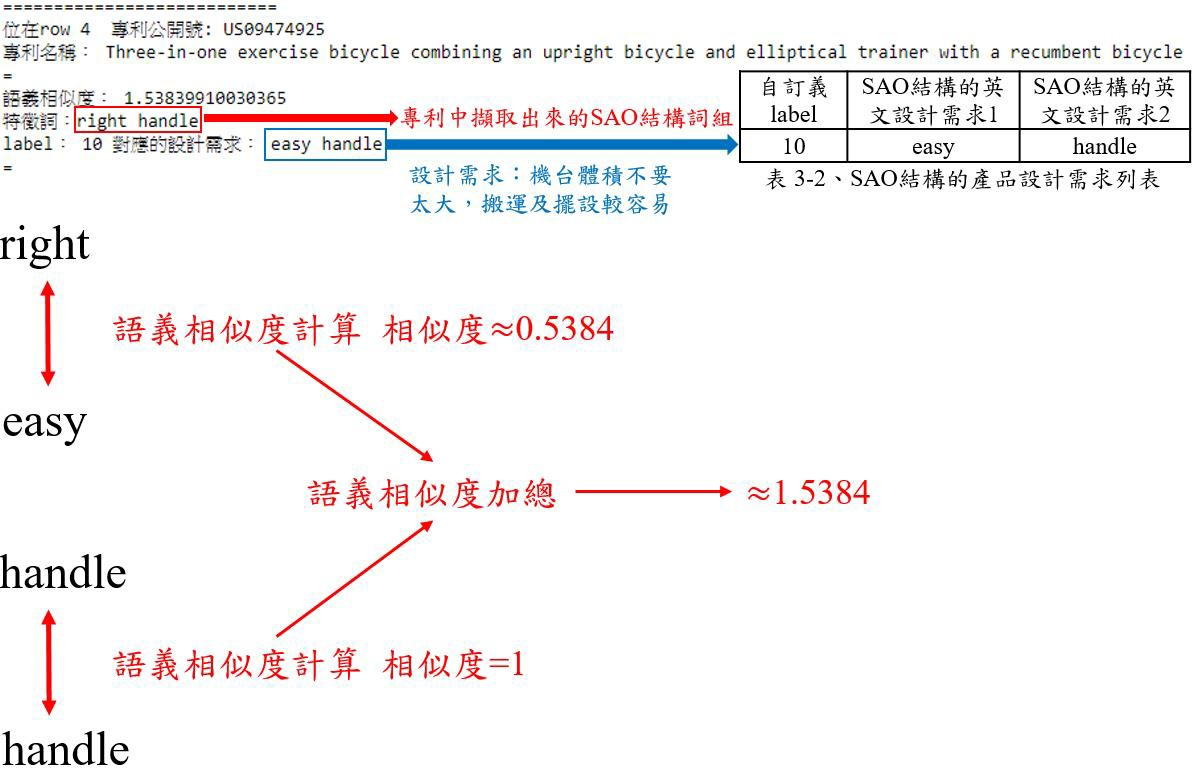 ===========================
位在row 4  專利公開號: US09474925
專利名稱： Three-in-one exercise bicycle combining an upright bicycle and elliptical trainer with a recumbent bicycle
=
語義相似度： 1.53839910030365
特徵詞：right handle
專利中擷取出來的SAO結構詞組
label： 10 對應的設計需求： easy handle
=
設計需求：機台體積不要
太大，搬運及擺設較容易
自訂義
label
SAO結構的英
文設計需求1
SAO結構的英
文設計需求2
10
easy
handle
表 3-2、SAO結構的產品設計需求列表
right
語義相似度計算 相似度≈0.5384
easy
語義相似度加總
≈1.5384
handle
語義相似度計算 相似度=1
handle